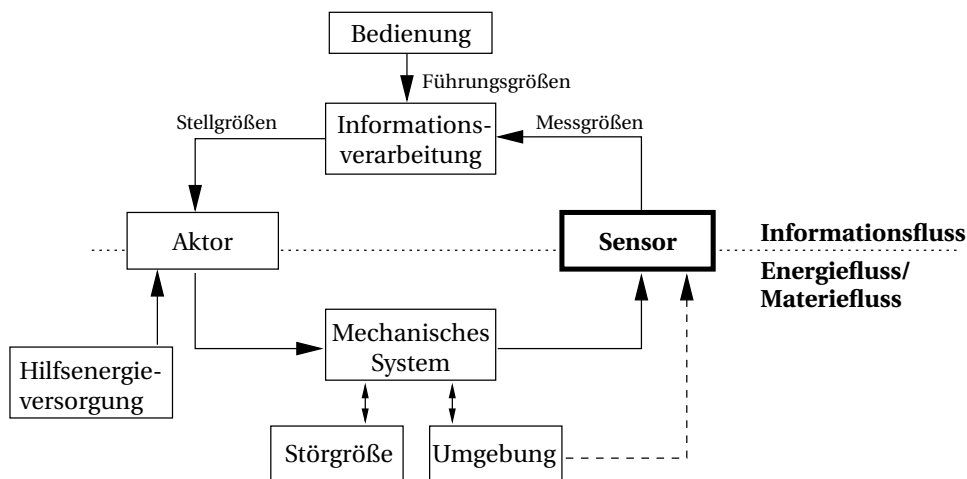 Bedienung
Führungsgrößen
Stellgrößen
Informations-
verarbeitung
Messgrößen
Aktor
Sensor
Informationsfluss
Energiefluss/
Materiefluss
Mechanisches
System
Hilfsenergie-
versorgung
Störgröße
Umgebung